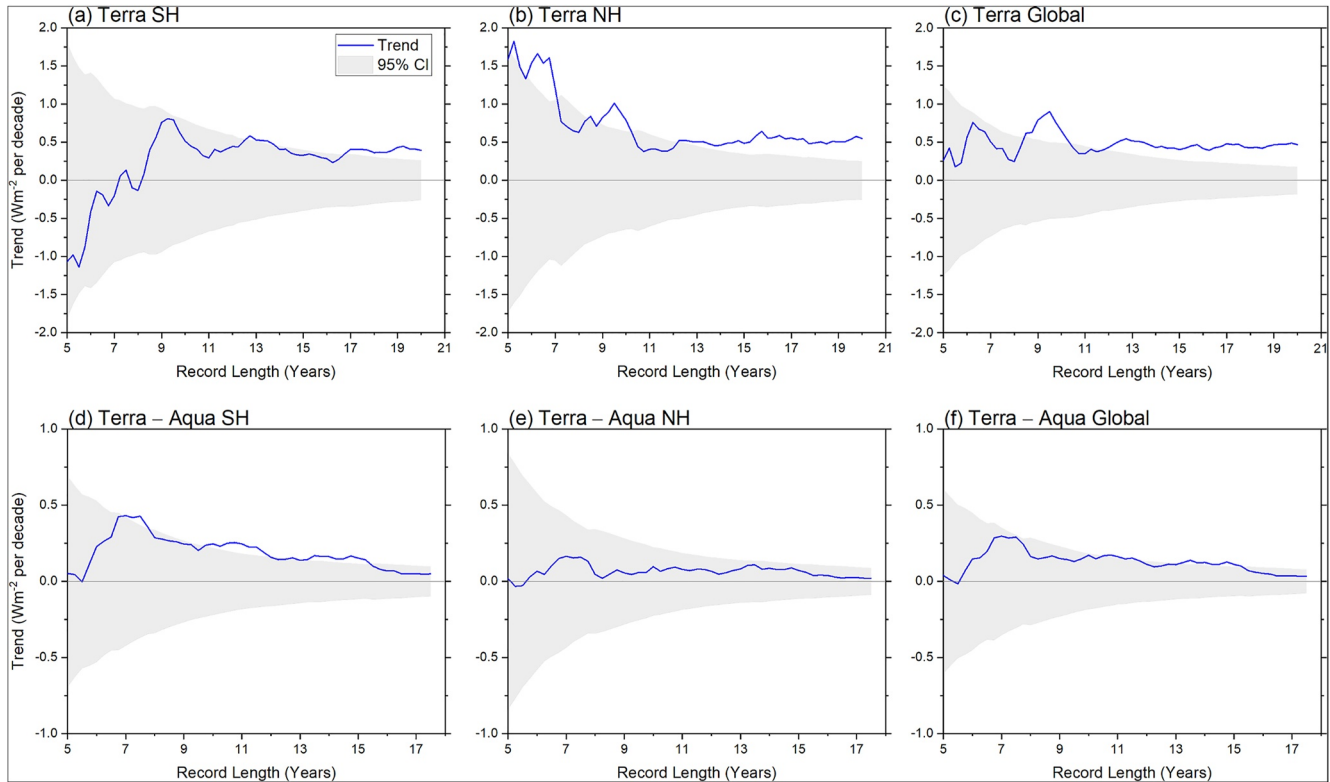 (a) Terra SH
(b) Terra NH
(c) Terra Global
Trend
95% CI
Trend (Wm-2 per decade)
2.0
1.5
1.0
0.5
0.0
-0.5
-1.0
-1.5
-2.0
5 7 9 11 13 15 17 19 21
Record Length (Years)
2.0
1.5
1.0
0.5
0.0
-0.5
-1.0
-1.5
-2.0
5 7 9 11 13 15 17 19 21
Record Length (Years)
2.0
1.5
1.0
0.5
0.0
-0.5
-1.0
-1.5
-2.0
5 7 9 11 13 15 17 19 21
Record Length (Years)
(d) Terra – Aqua SH
(e) Terra – Aqua NH
(f) Terra – Aqua Global
Trend (Wm-2 per decade)
1.0
0.5
0.0
-0.5
-1.0
5 7 9 11 13 15 17
Record Length (Years)
1.0
0.5
0.0
-0.5
-1.0
5 7 9 11 13 15 17
Record Length (Years)
1.0
0.5
0.0
-0.5
-1.0
5 7 9 11 13 15 17
Record Length (Years)